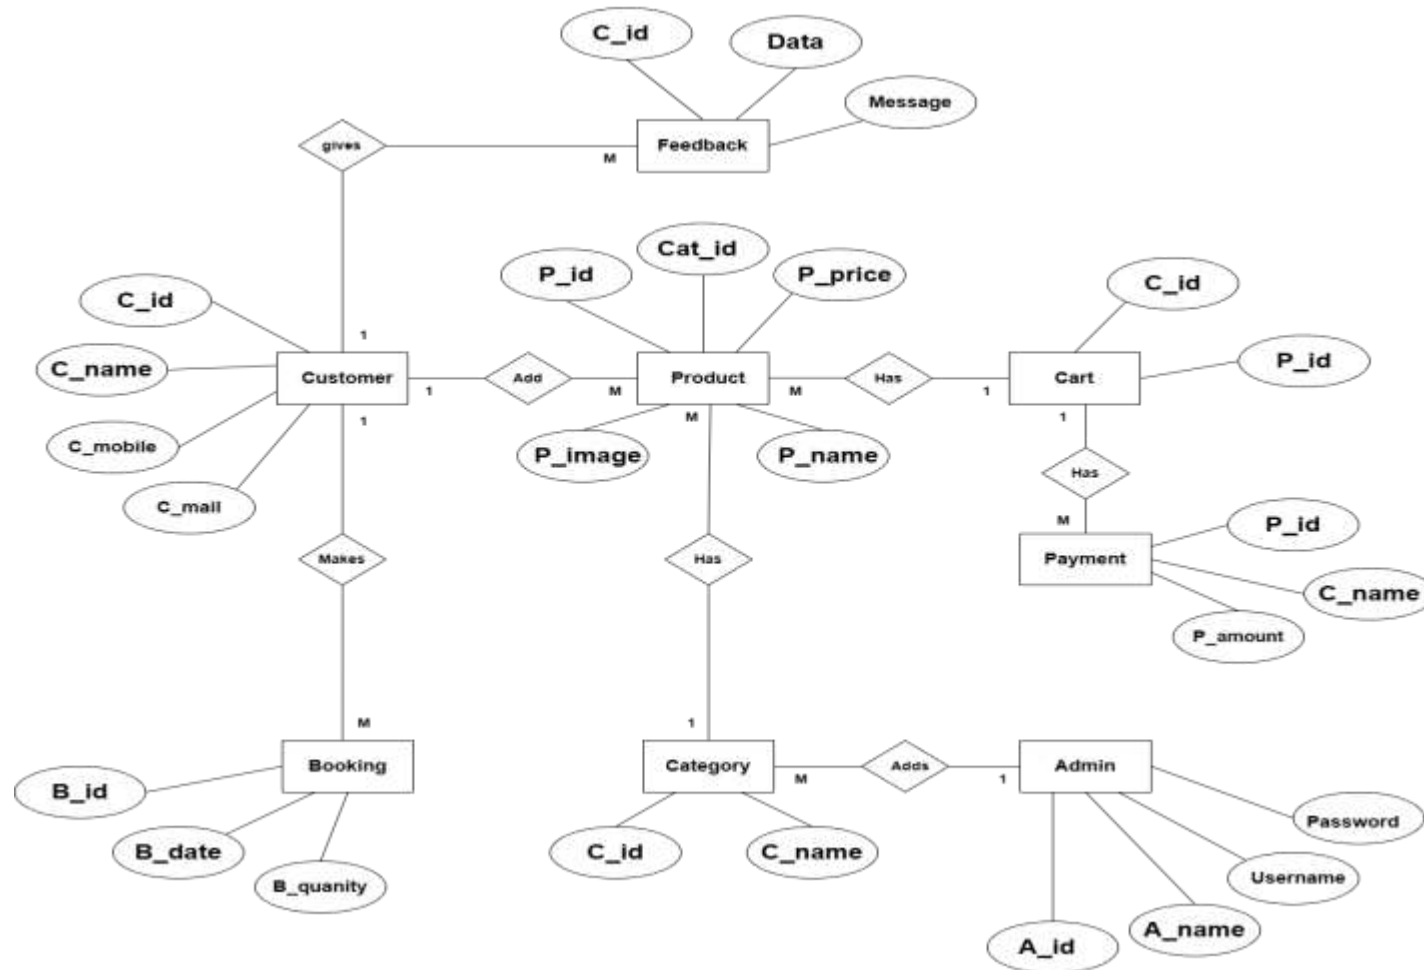 C_id
Data
Message
gives
M
Feedback
Cat_id
P_id
P_price
C_id
C_id
1
P_id
C_name
Customer
1
Add
M
Product
M
Has
1
Cart
1
M
1
C_mobile
P_image
P_name
Has
C_mail
M
P_id
Makes
Has
Payment
C_name
P_amount
M
1
Booking
Category
M
Adds
1
Admin
B_id
Password
B_date
C_id
C_name
B_quanity
Username
A_name
A_id